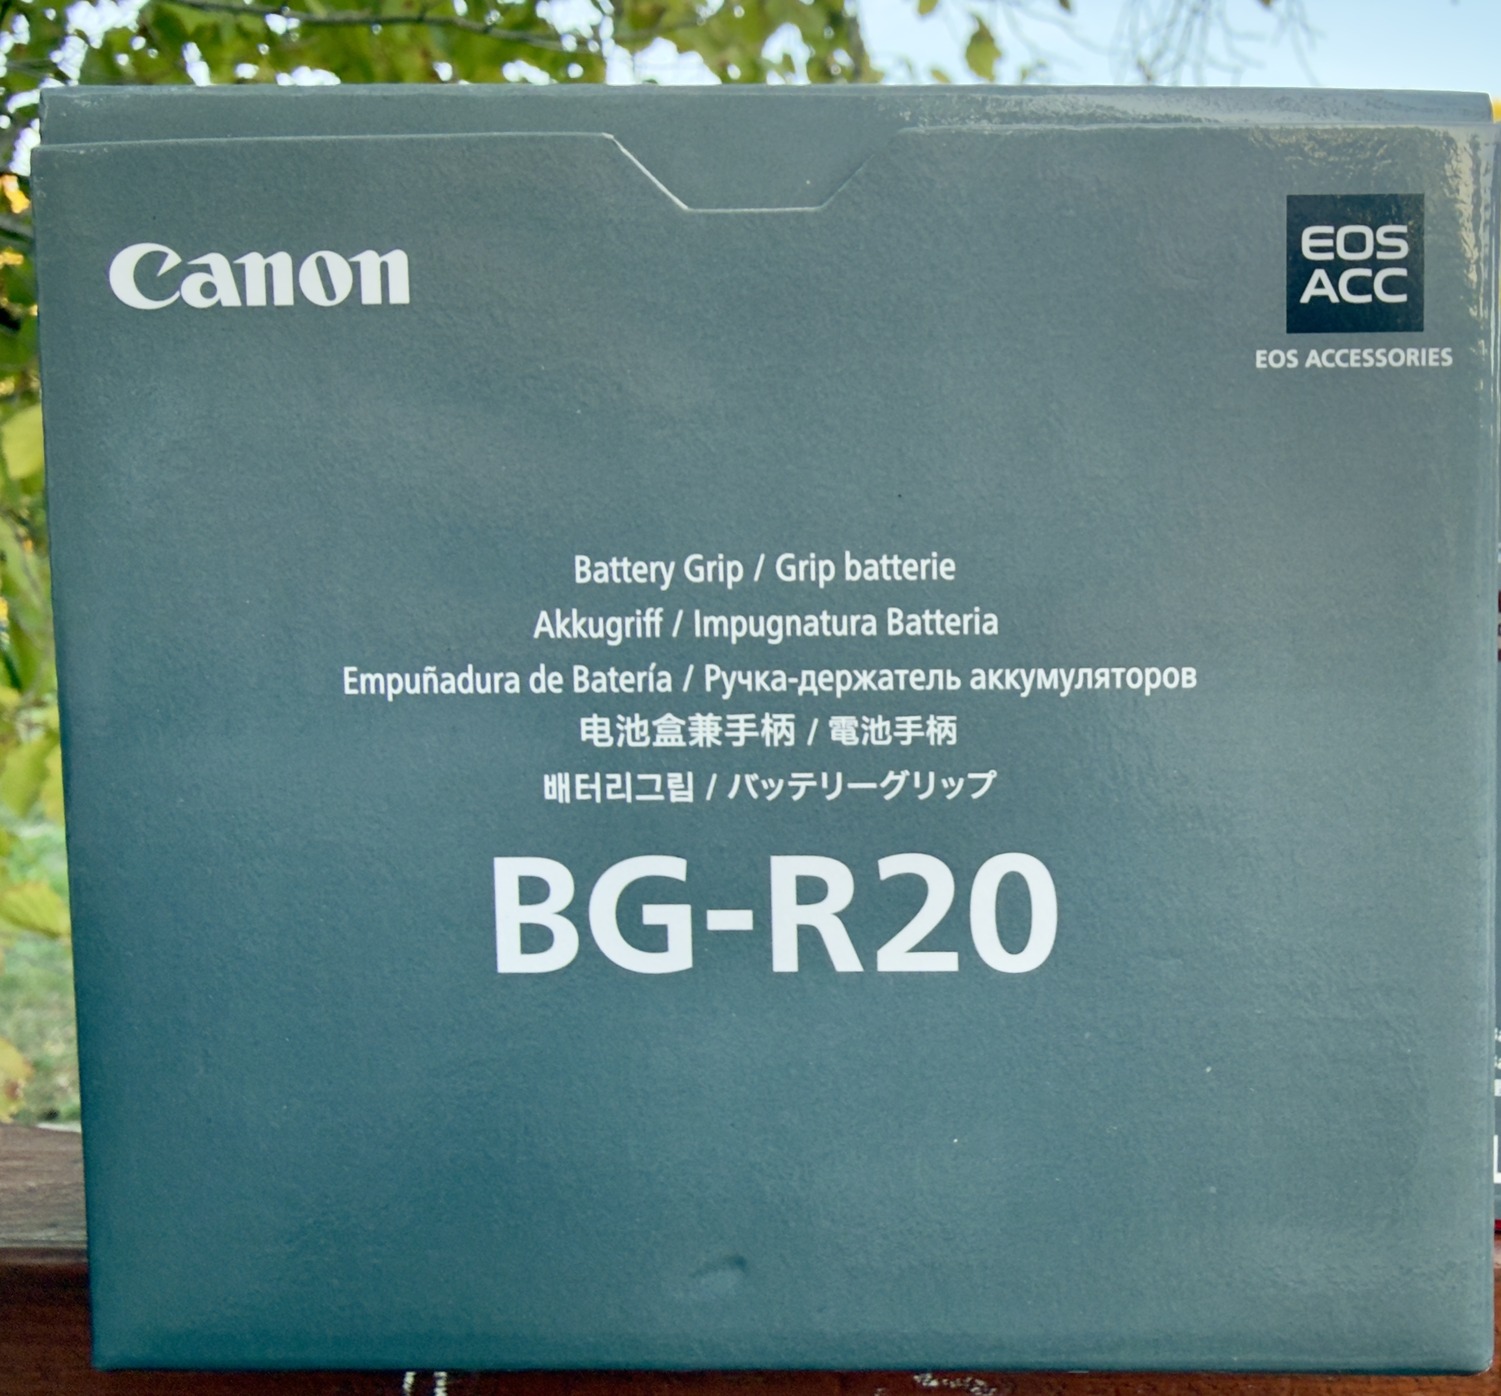 Canon
EOS
ACC
EOS ACCESSORIES
Battery Grip / Grip batterie
Akkugriff / Impugnatura Batteria
Empuñadura de Batería / Ручка-держатель аккумуляторов
电池盒兼手柄 / 電池手柄
배터리그립 / バッテリーグリップ
BG-R20